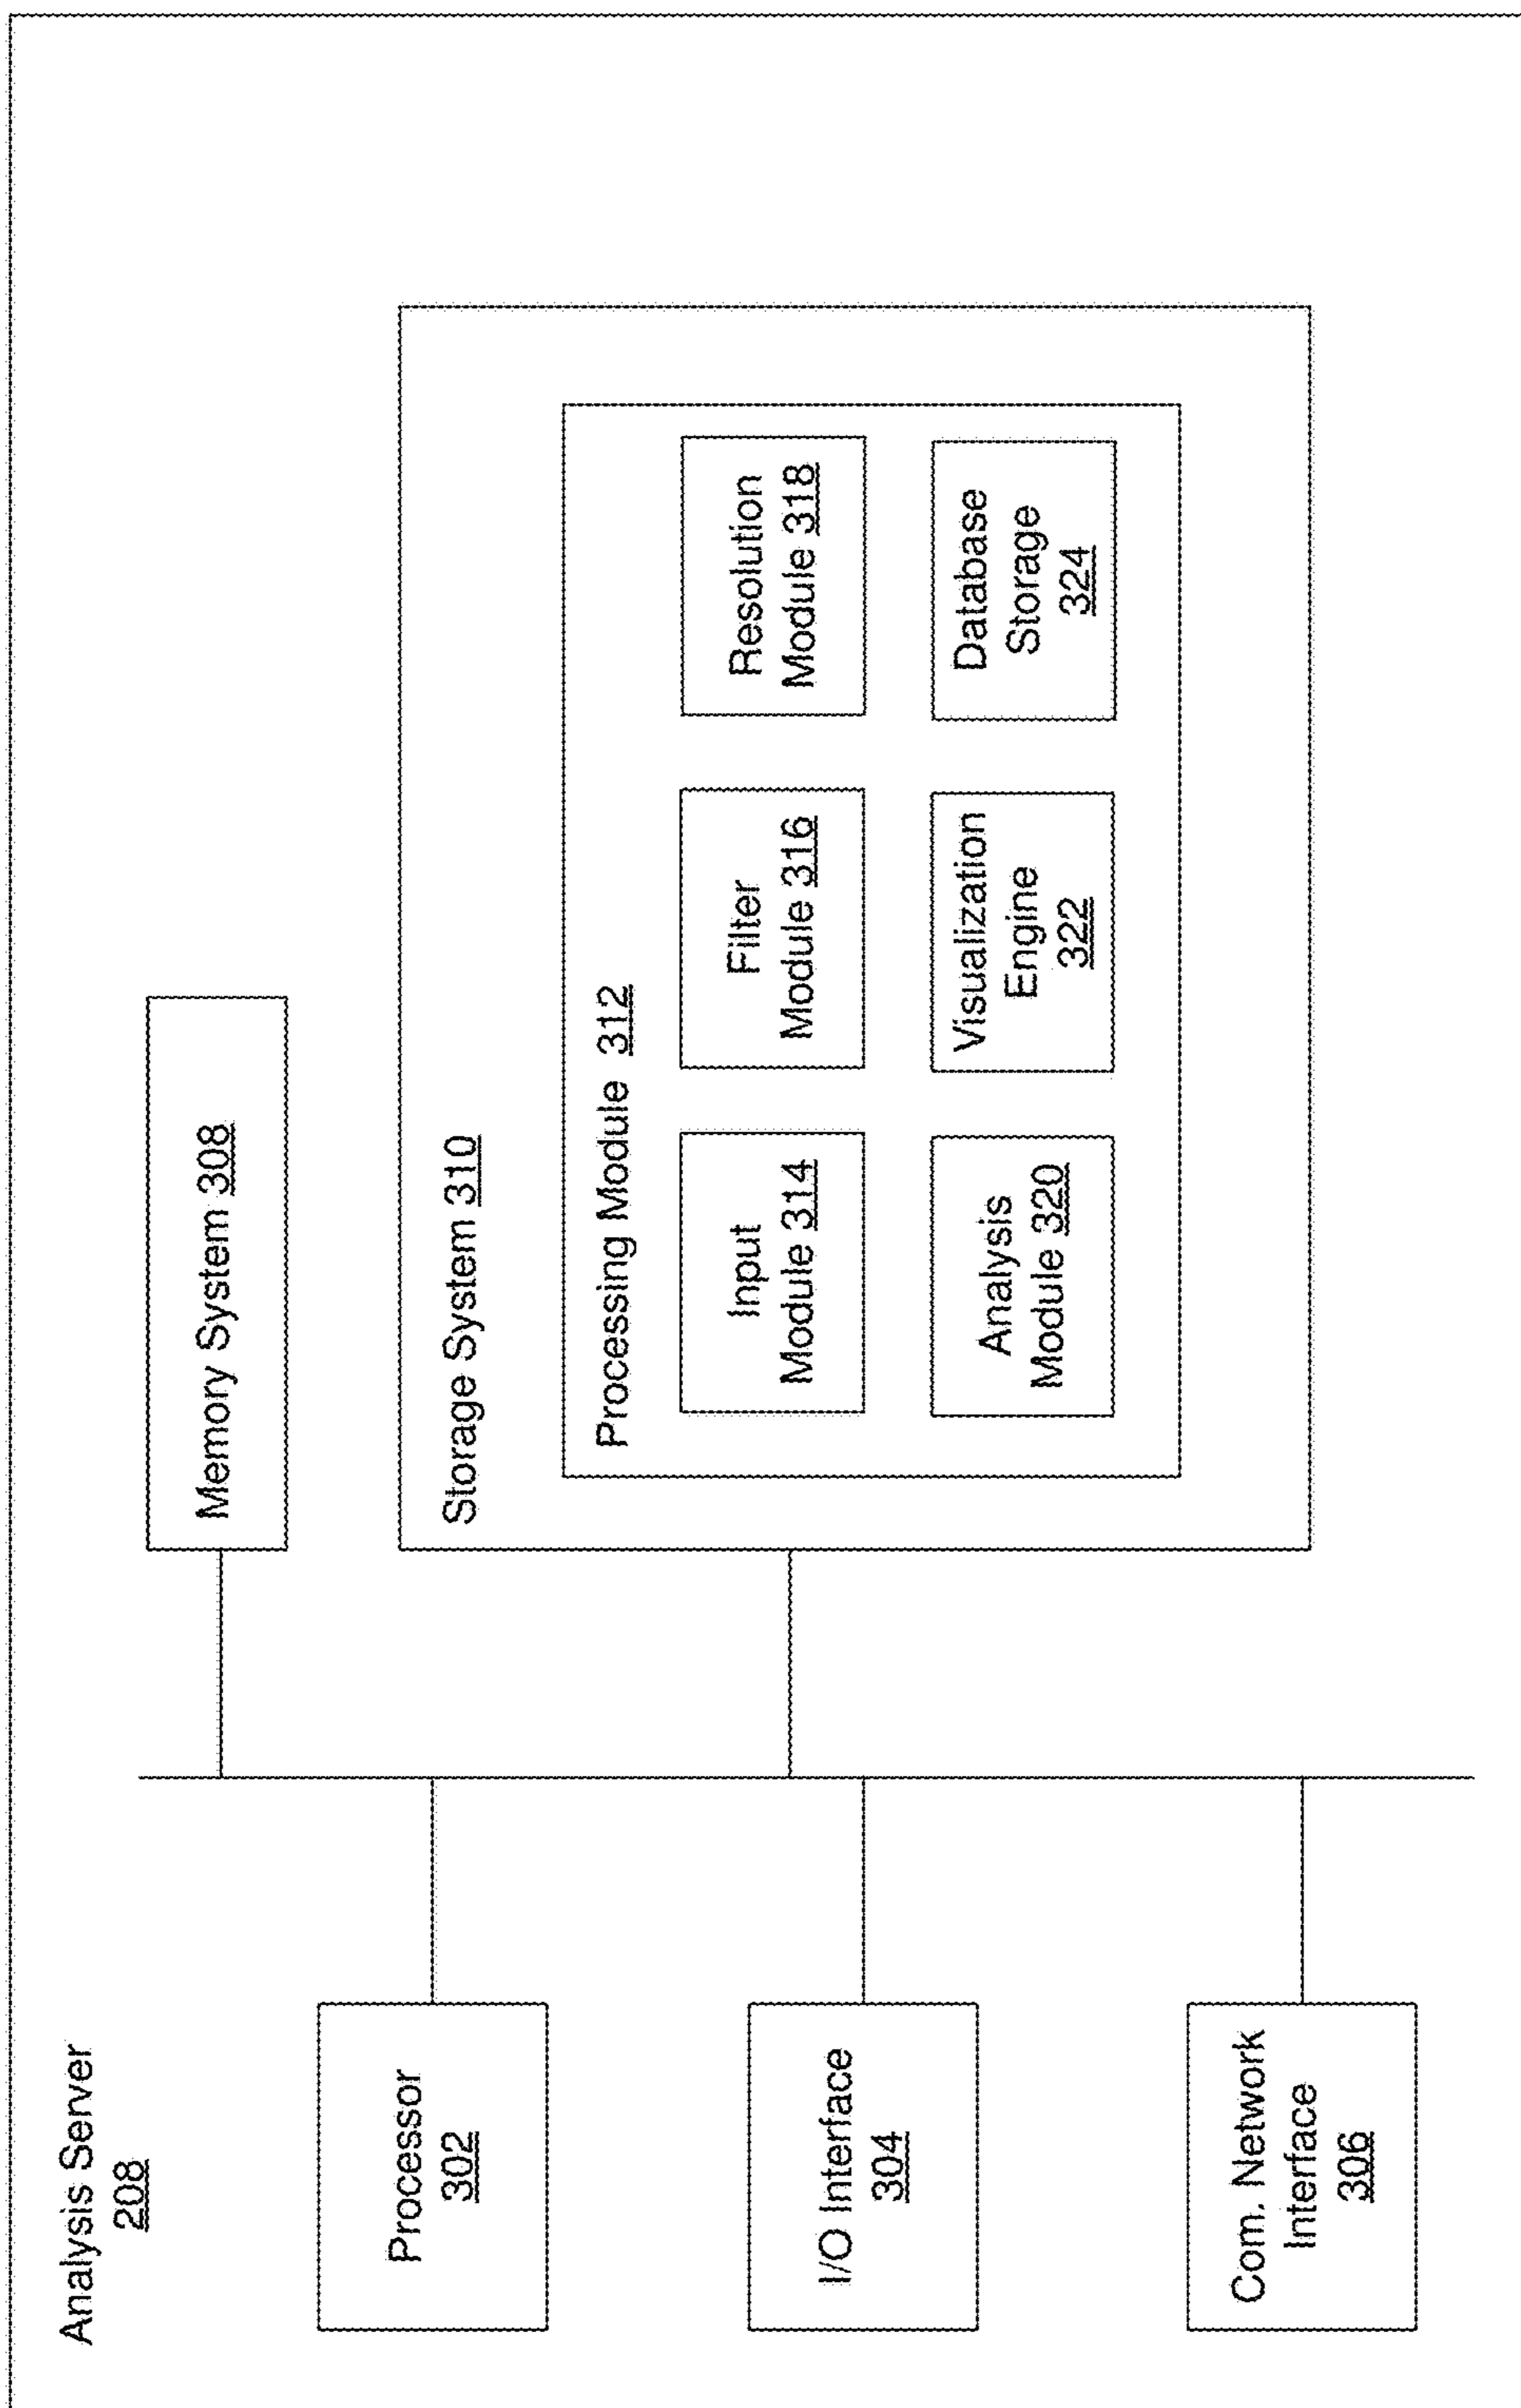 Analysis Server
208
Processor
302
I/O Interface
304
Com. Network
Interface
306
Memory System 308
Storage System 310
Processing Module 312
Input
Module 314
Filter
Module 316
Resolution
Module 318
Analysis
Module 320
Visualization
Engine
322
Database
Storage
324